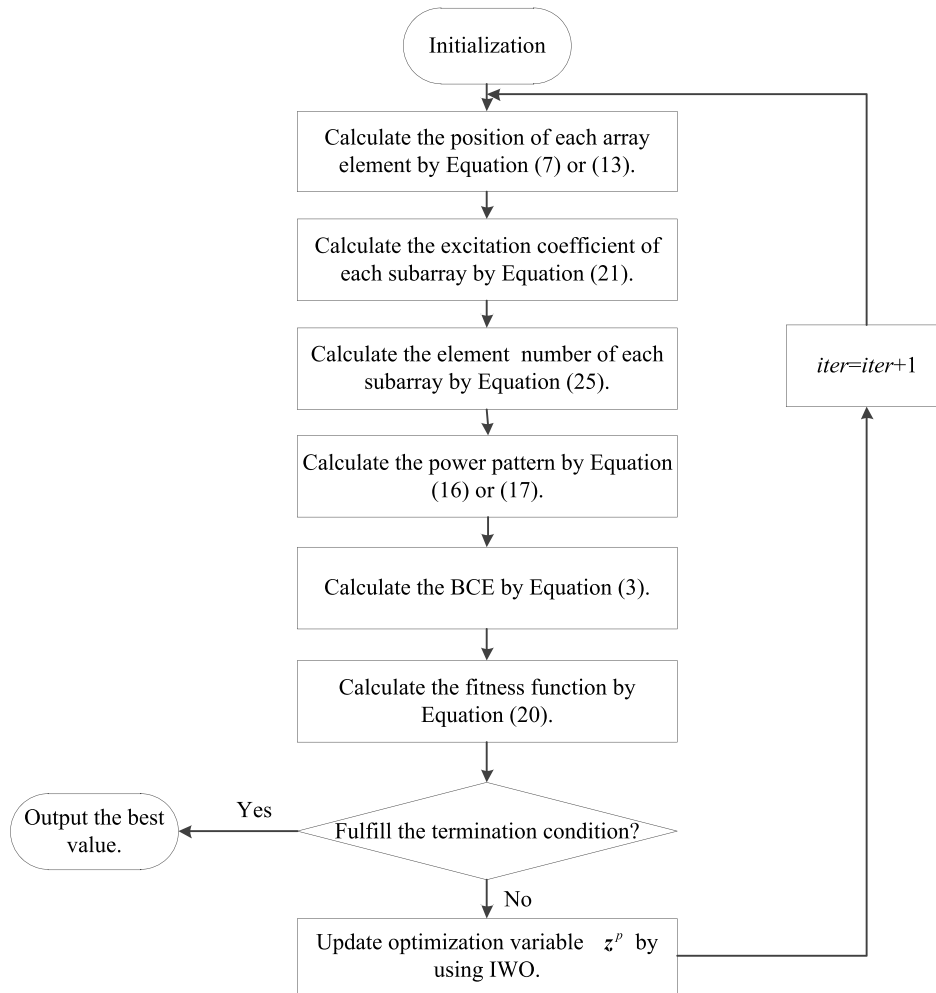 Initialization
Calculate the position of each array
element by Equation (7) or (13).
Calculate the excitation coefficient of
each subarray by Equation (21).
Calculate the element number of each
subarray by Equation (25).
iter=iter+1
Calculate the power pattern by Equation
(16) or (17).
Calculate the BCE by Equation (3).
Calculate the fitness function by
Equation (20).
Fulfill the termination condition?
Yes
Output the best
value.
No
Update optimization variable z^p by
using IWO.